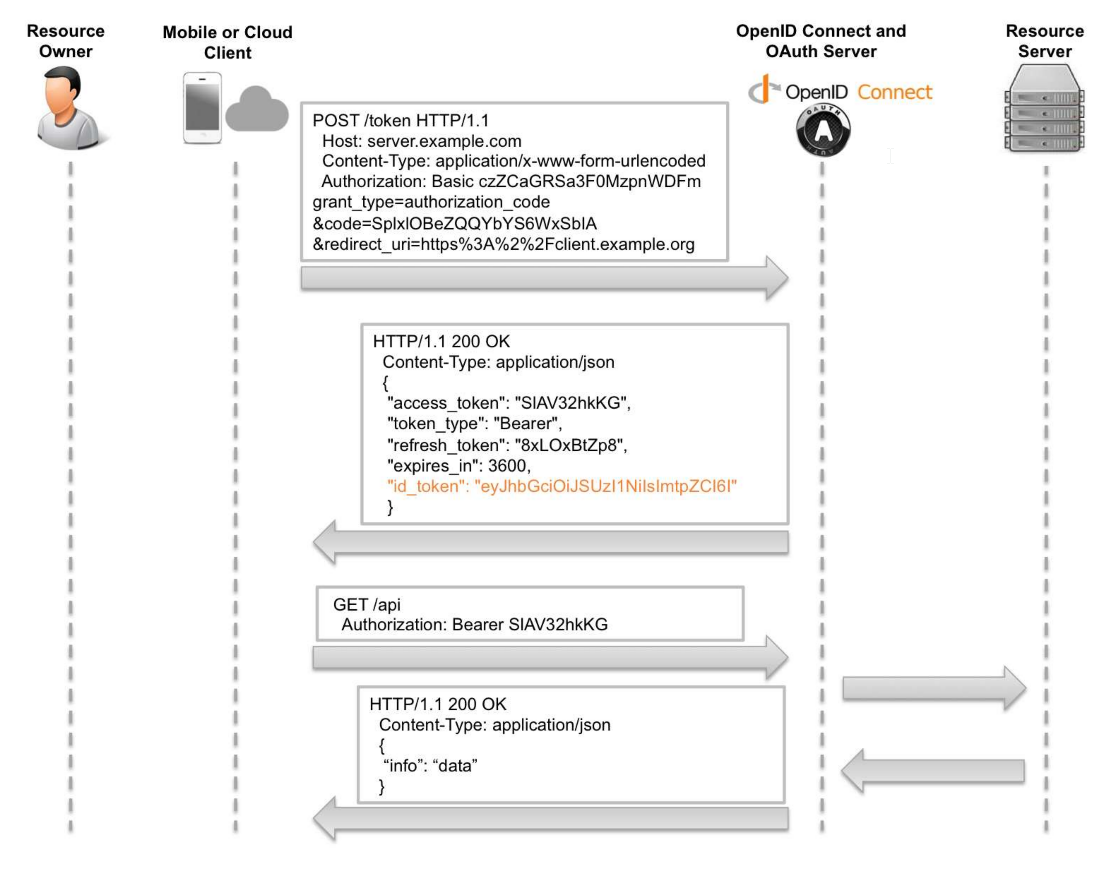 Resource
Owner
Mobile or Cloud
Client
OpenID Connect and
OAuth Server
Resource
Server
OpenID Connect
OAUTH
A
POST /token HTTP/1.1
Host: server.example.com
Content-Type: application/x-www-form-urlencoded
Authorization: Basic czZCaGRSa3F0MzpnWDFm
grant_type=authorization_code
&code=SplxlOBeZQQYbYS6WxSbIA
&redirect_uri=https%3A%2%2Fclient.example.org
HTTP/1.1 200 OK
Content-Type: application/json
{
"access_token": "SlAV32hkKG",
"token_type": "Bearer",
"refresh_token": "8xLOxBtZp8",
"expires_in": 3600,
"id_token": "eyJhbGciOiJSUzI1NiIsImtpZCI6I"
}
GET /api
Authorization: Bearer SlAV32hkKG
HTTP/1.1 200 OK
Content-Type: application/json
{
“info”: “data”
}